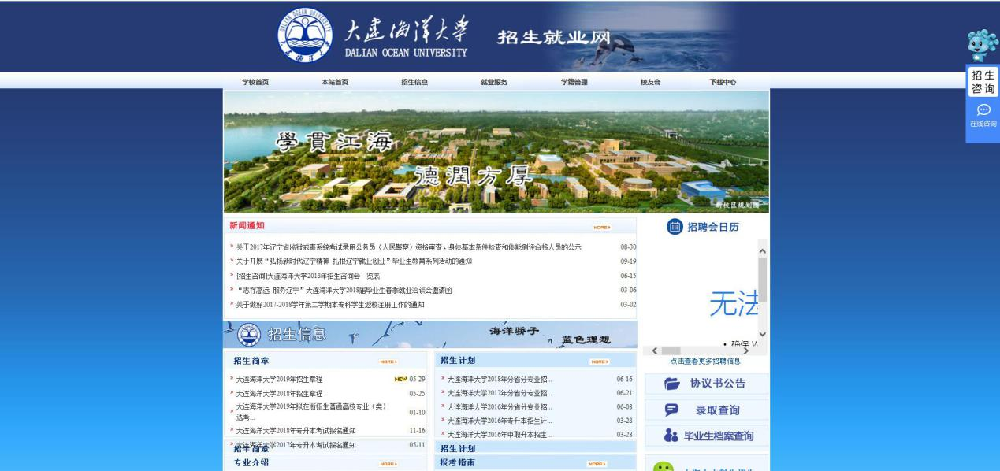 大连海洋大学
DALIAN OCEAN UNIVERSITY
招生就业网
招生
咨询
在线咨询
学校首页 本站首页 招生信息 就业服务 学籍管理 校友会 下载中心
學貫江海
德潤方厚
新校区规划图
新闻通知 MORE
关于2017年辽宁省监狱戒毒系统考试录用公务员（人民警察）资格审查、身体基本条件检查和体能测评合格人员的公示 08-30
关于开展“弘扬新时代辽宁精神 扎根辽宁就业创业”毕业生教育系列活动的通知 09-19
[招生咨询]大连海洋大学2018年招生咨询会一览表 06-15
“志存高远 服务辽宁”大连海洋大学2018届毕业生春季就业洽谈会邀请函 03-06
关于做好2017-2018学年第二学期本专科学生返校注册工作的通知 03-02
招聘会日历
无法
• 确保 W
点击查看更多招聘信息
招生信息
海洋骄子
蓝色理想
招生简章 MORE
大连海洋大学2019年招生章程 NEW 05-29
大连海洋大学2018年招生章程 05-25
大连海洋大学2019年拟在浙招生普通高校专业（类）
选考... 01-10
大连海洋大学2018年专升本考试报名通知 11-16
大连海洋大学2017年专升本考试报名通知 05-11
招生简章
专业介绍 MORE
招生计划 MORE
大连海洋大学2018年分省分专业招... 06-16
大连海洋大学2017年分省分专业招... 06-21
大连海洋大学2016年分省分专业招... 06-08
大连海洋大学2016年专升本招生计... 03-28
大连海洋大学2016年中职升本招生... 03-28
招生计划
报考指南 MORE
协议书公告
录取查询
毕业生档案查询